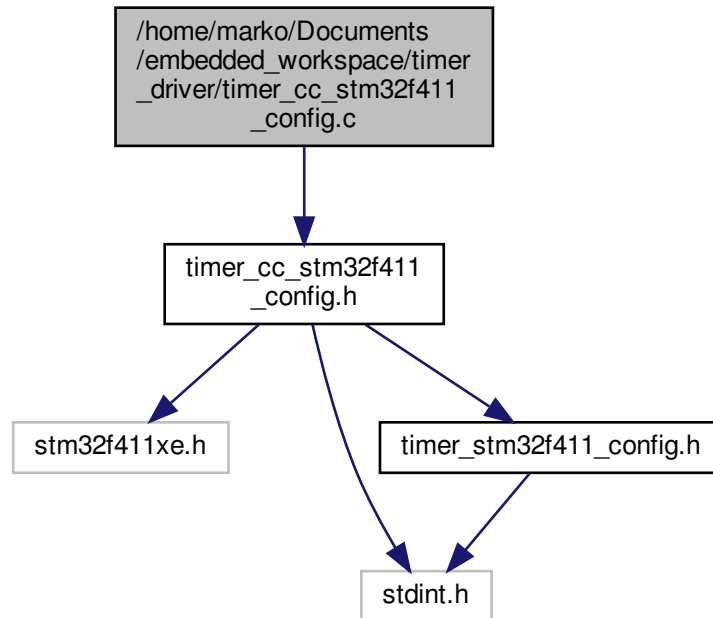 /home/marko/Documents
/embedded_workspace/timer
_driver/timer_cc_stm32f411
_config.c
timer_cc_stm32f411
_config.h
stm32f411xe.h
timer_stm32f411_config.h
stdint.h